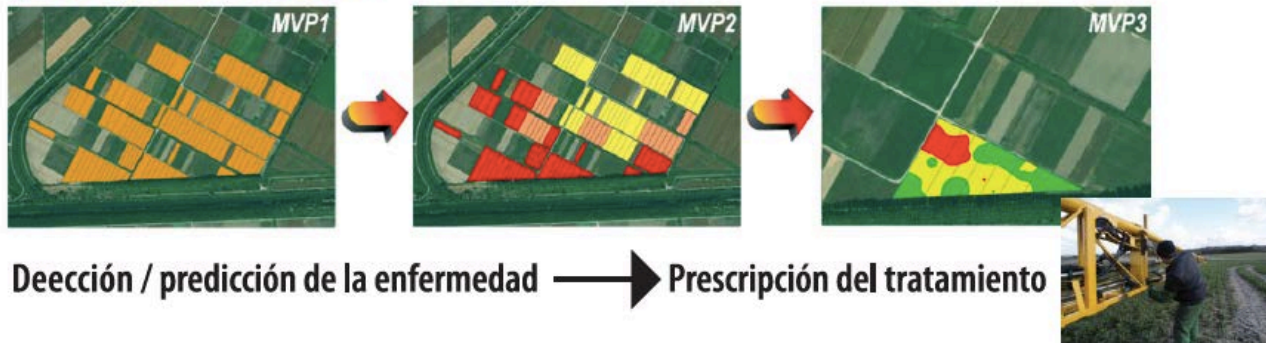 MVP1
MVP2
MVP3
Deección / predicción de la enfermedad
Prescripción del tratamiento